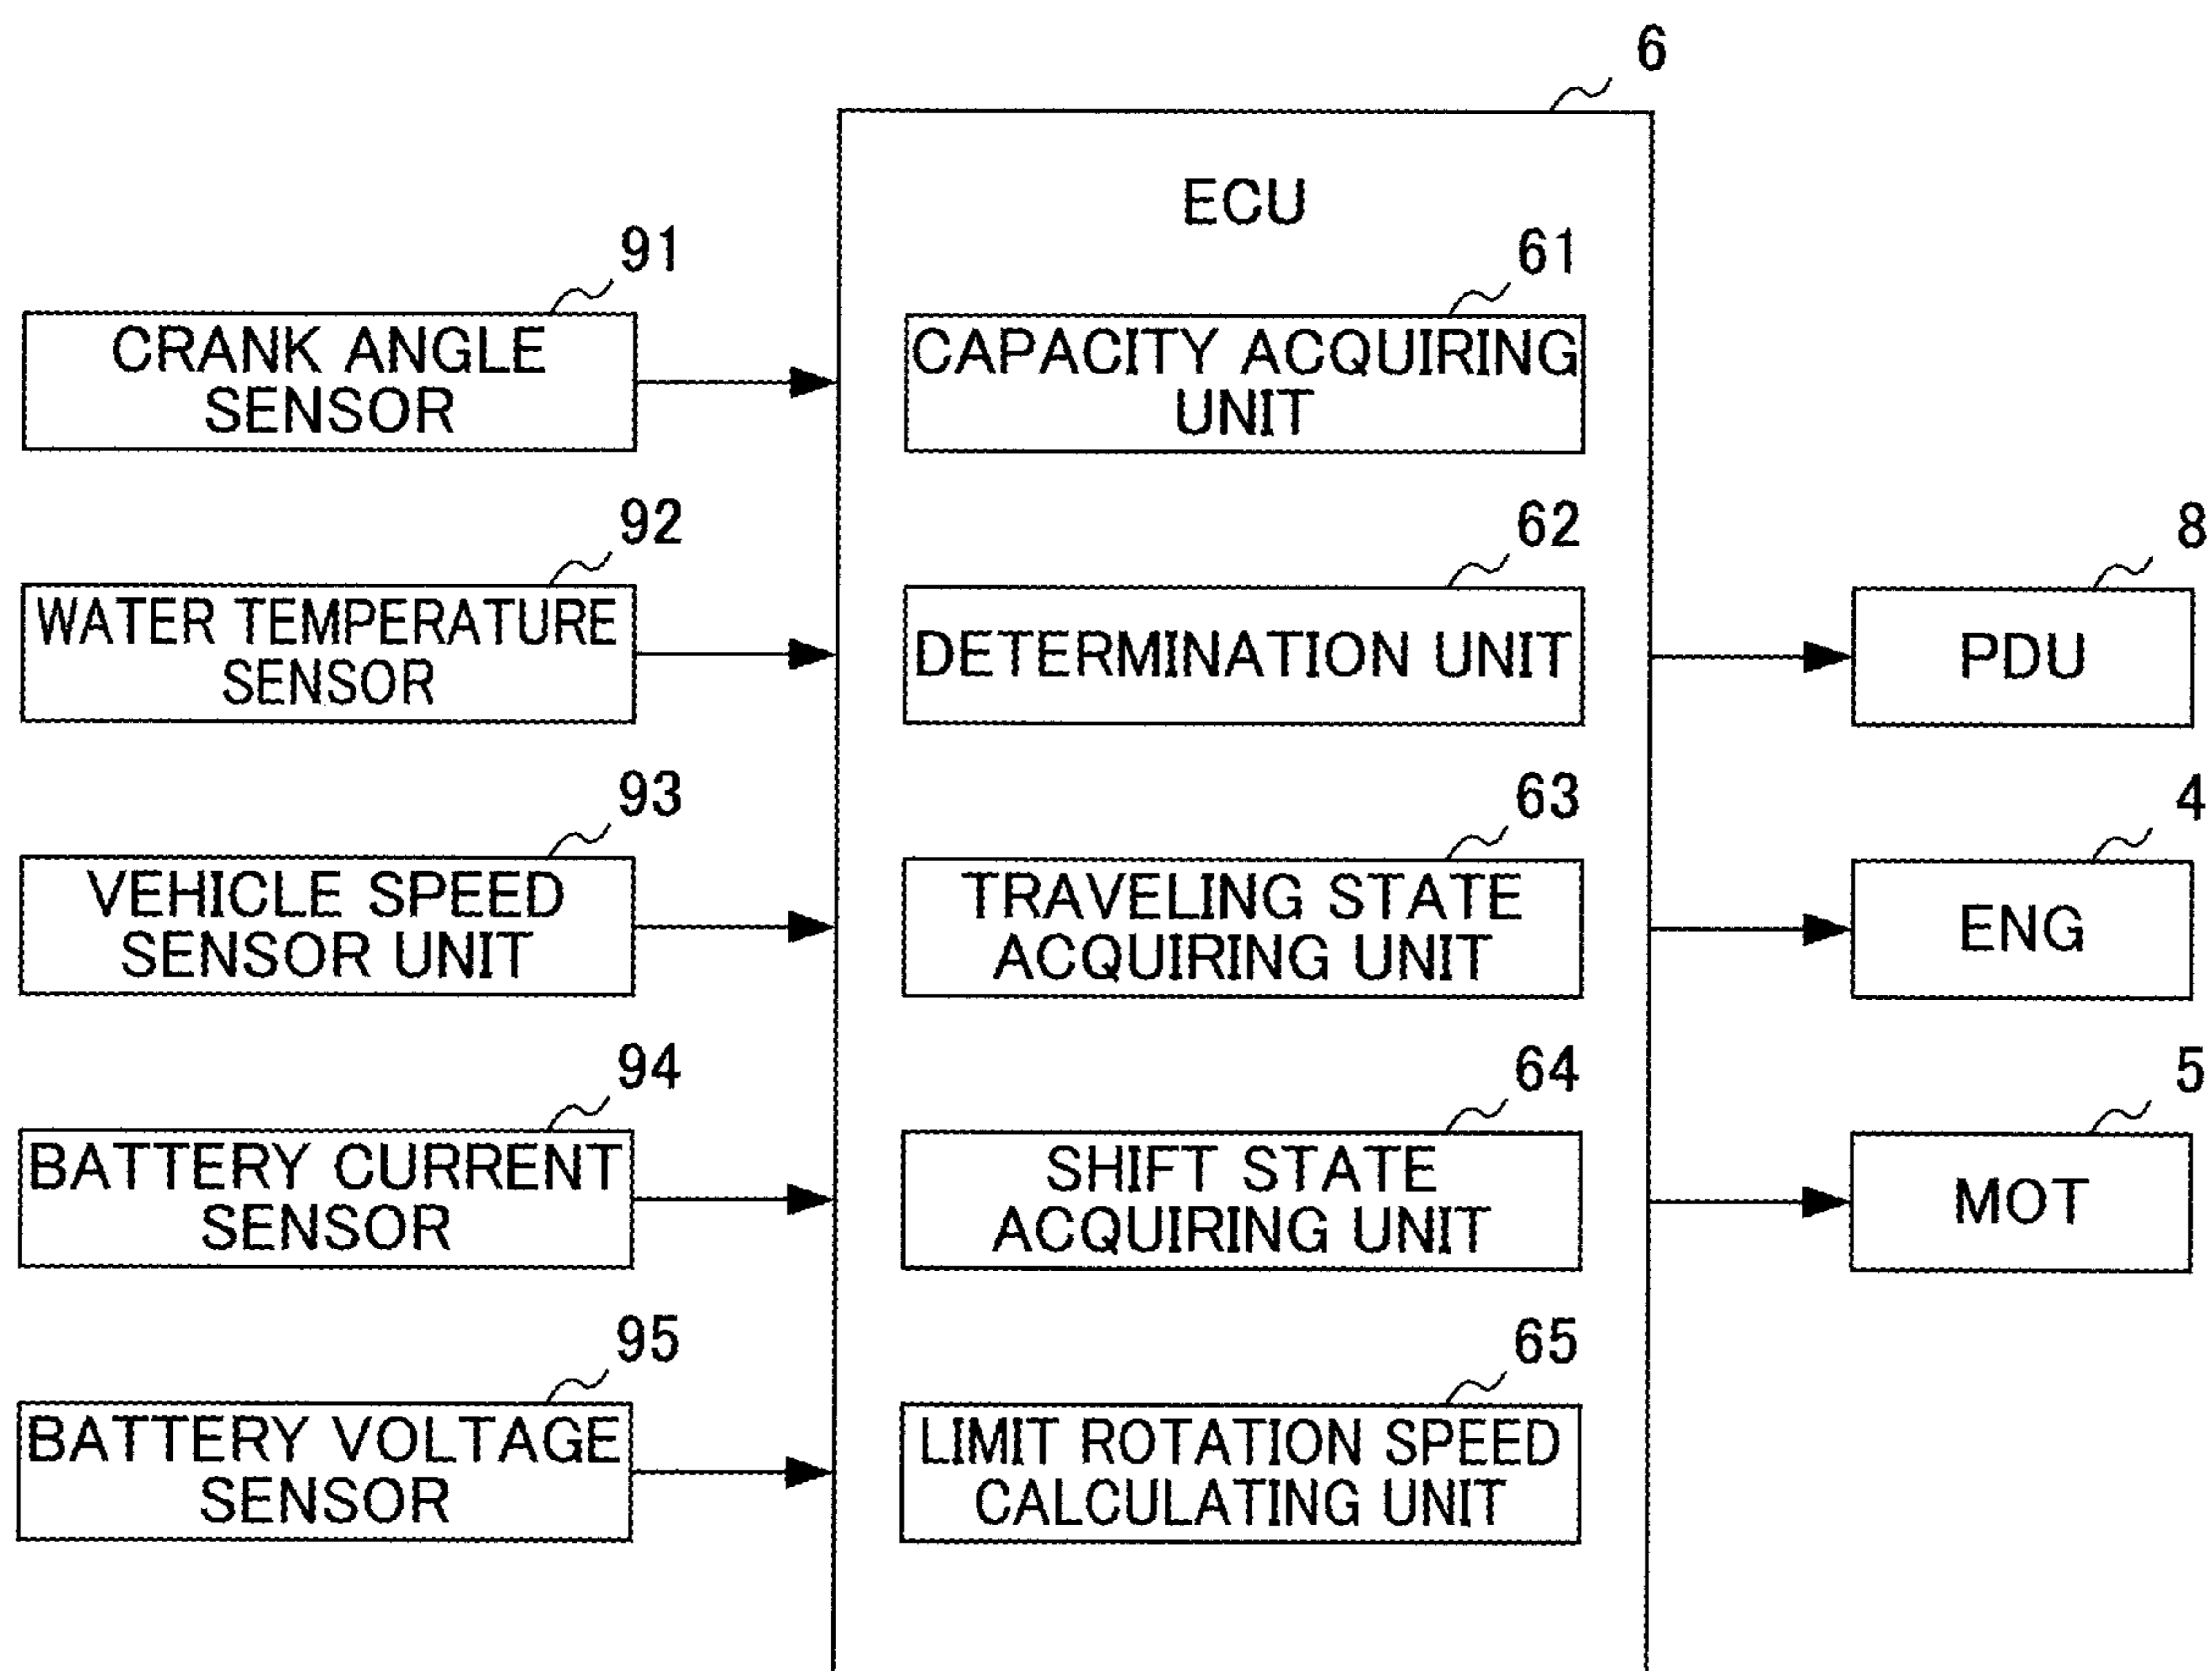 6
ECU
91
CRANK ANGLE
SENSOR
61
CAPACITY ACQUIRING
UNIT
92
WATER TEMPERATURE
SENSOR
62
DETERMINATION UNIT
8
PDU
93
VEHICLE SPEED
SENSOR UNIT
63
TRAVELING STATE
ACQUIRING UNIT
4
ENG
94
BATTERY CURRENT
SENSOR
64
SHIFT STATE
ACQUIRING UNIT
5
MOT
95
BATTERY VOLTAGE
SENSOR
65
LIMIT ROTATION SPEED
CALCULATING UNIT